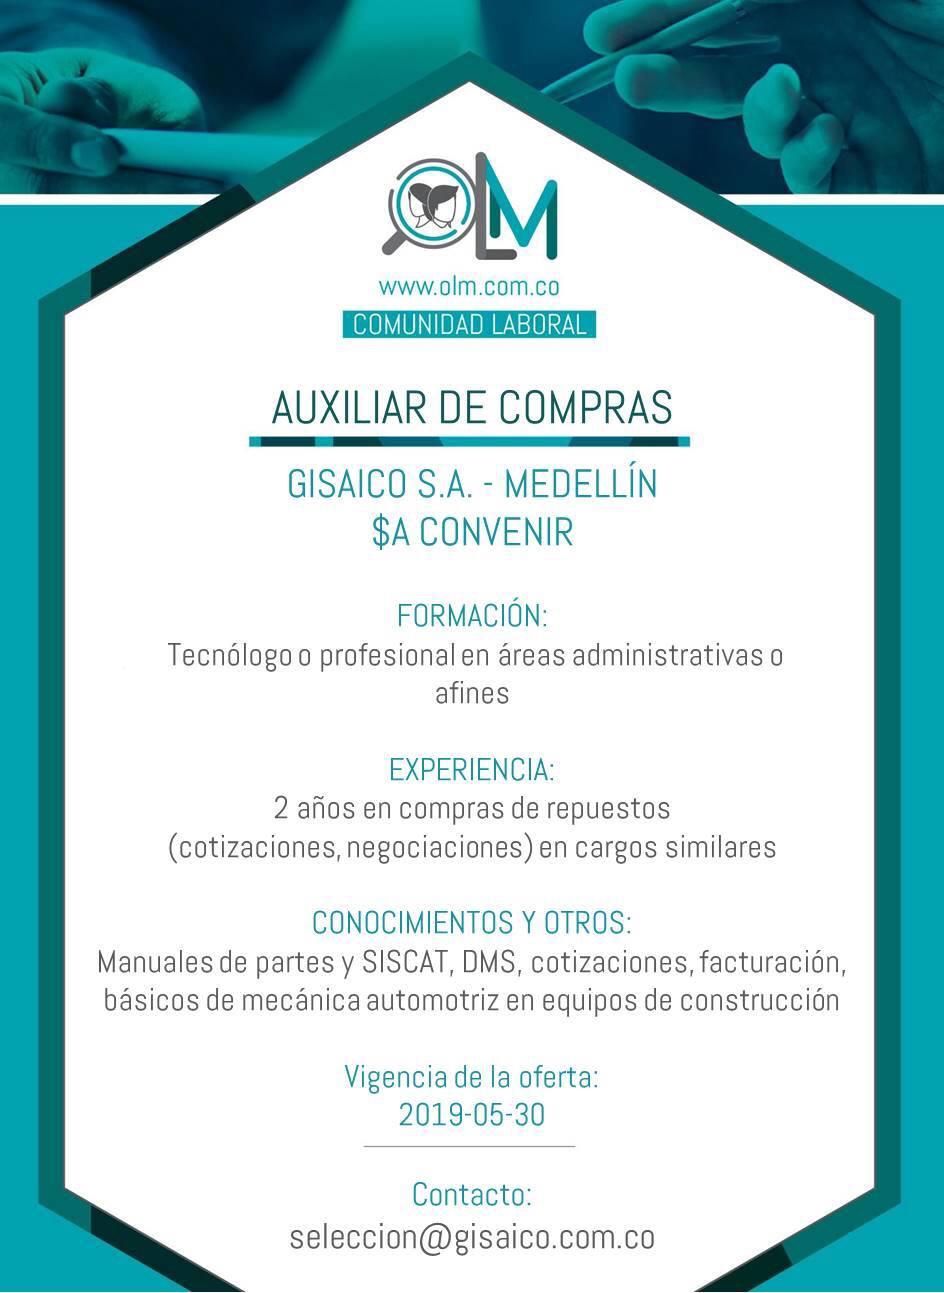 OLM
www.olm.com.co
COMUNIDAD LABORAL
AUXILIAR DE COMPRAS
GISAICO S.A. - MEDELLÍN
$A CONVENIR
FORMACIÓN:
Tecnólogo o profesional en áreas administrativas o
afines
EXPERIENCIA:
2 años en compras de repuestos
(cotizaciones, negociaciones) en cargos similares
CONOCIMIENTOS Y OTROS:
Manuales de partes y SISCAT, DMS, cotizaciones, facturación,
básicos de mecánica automotriz en equipos de construcción
Vigencia de la oferta:
2019-05-30
Contacto:
seleccion@gisaico.com.co